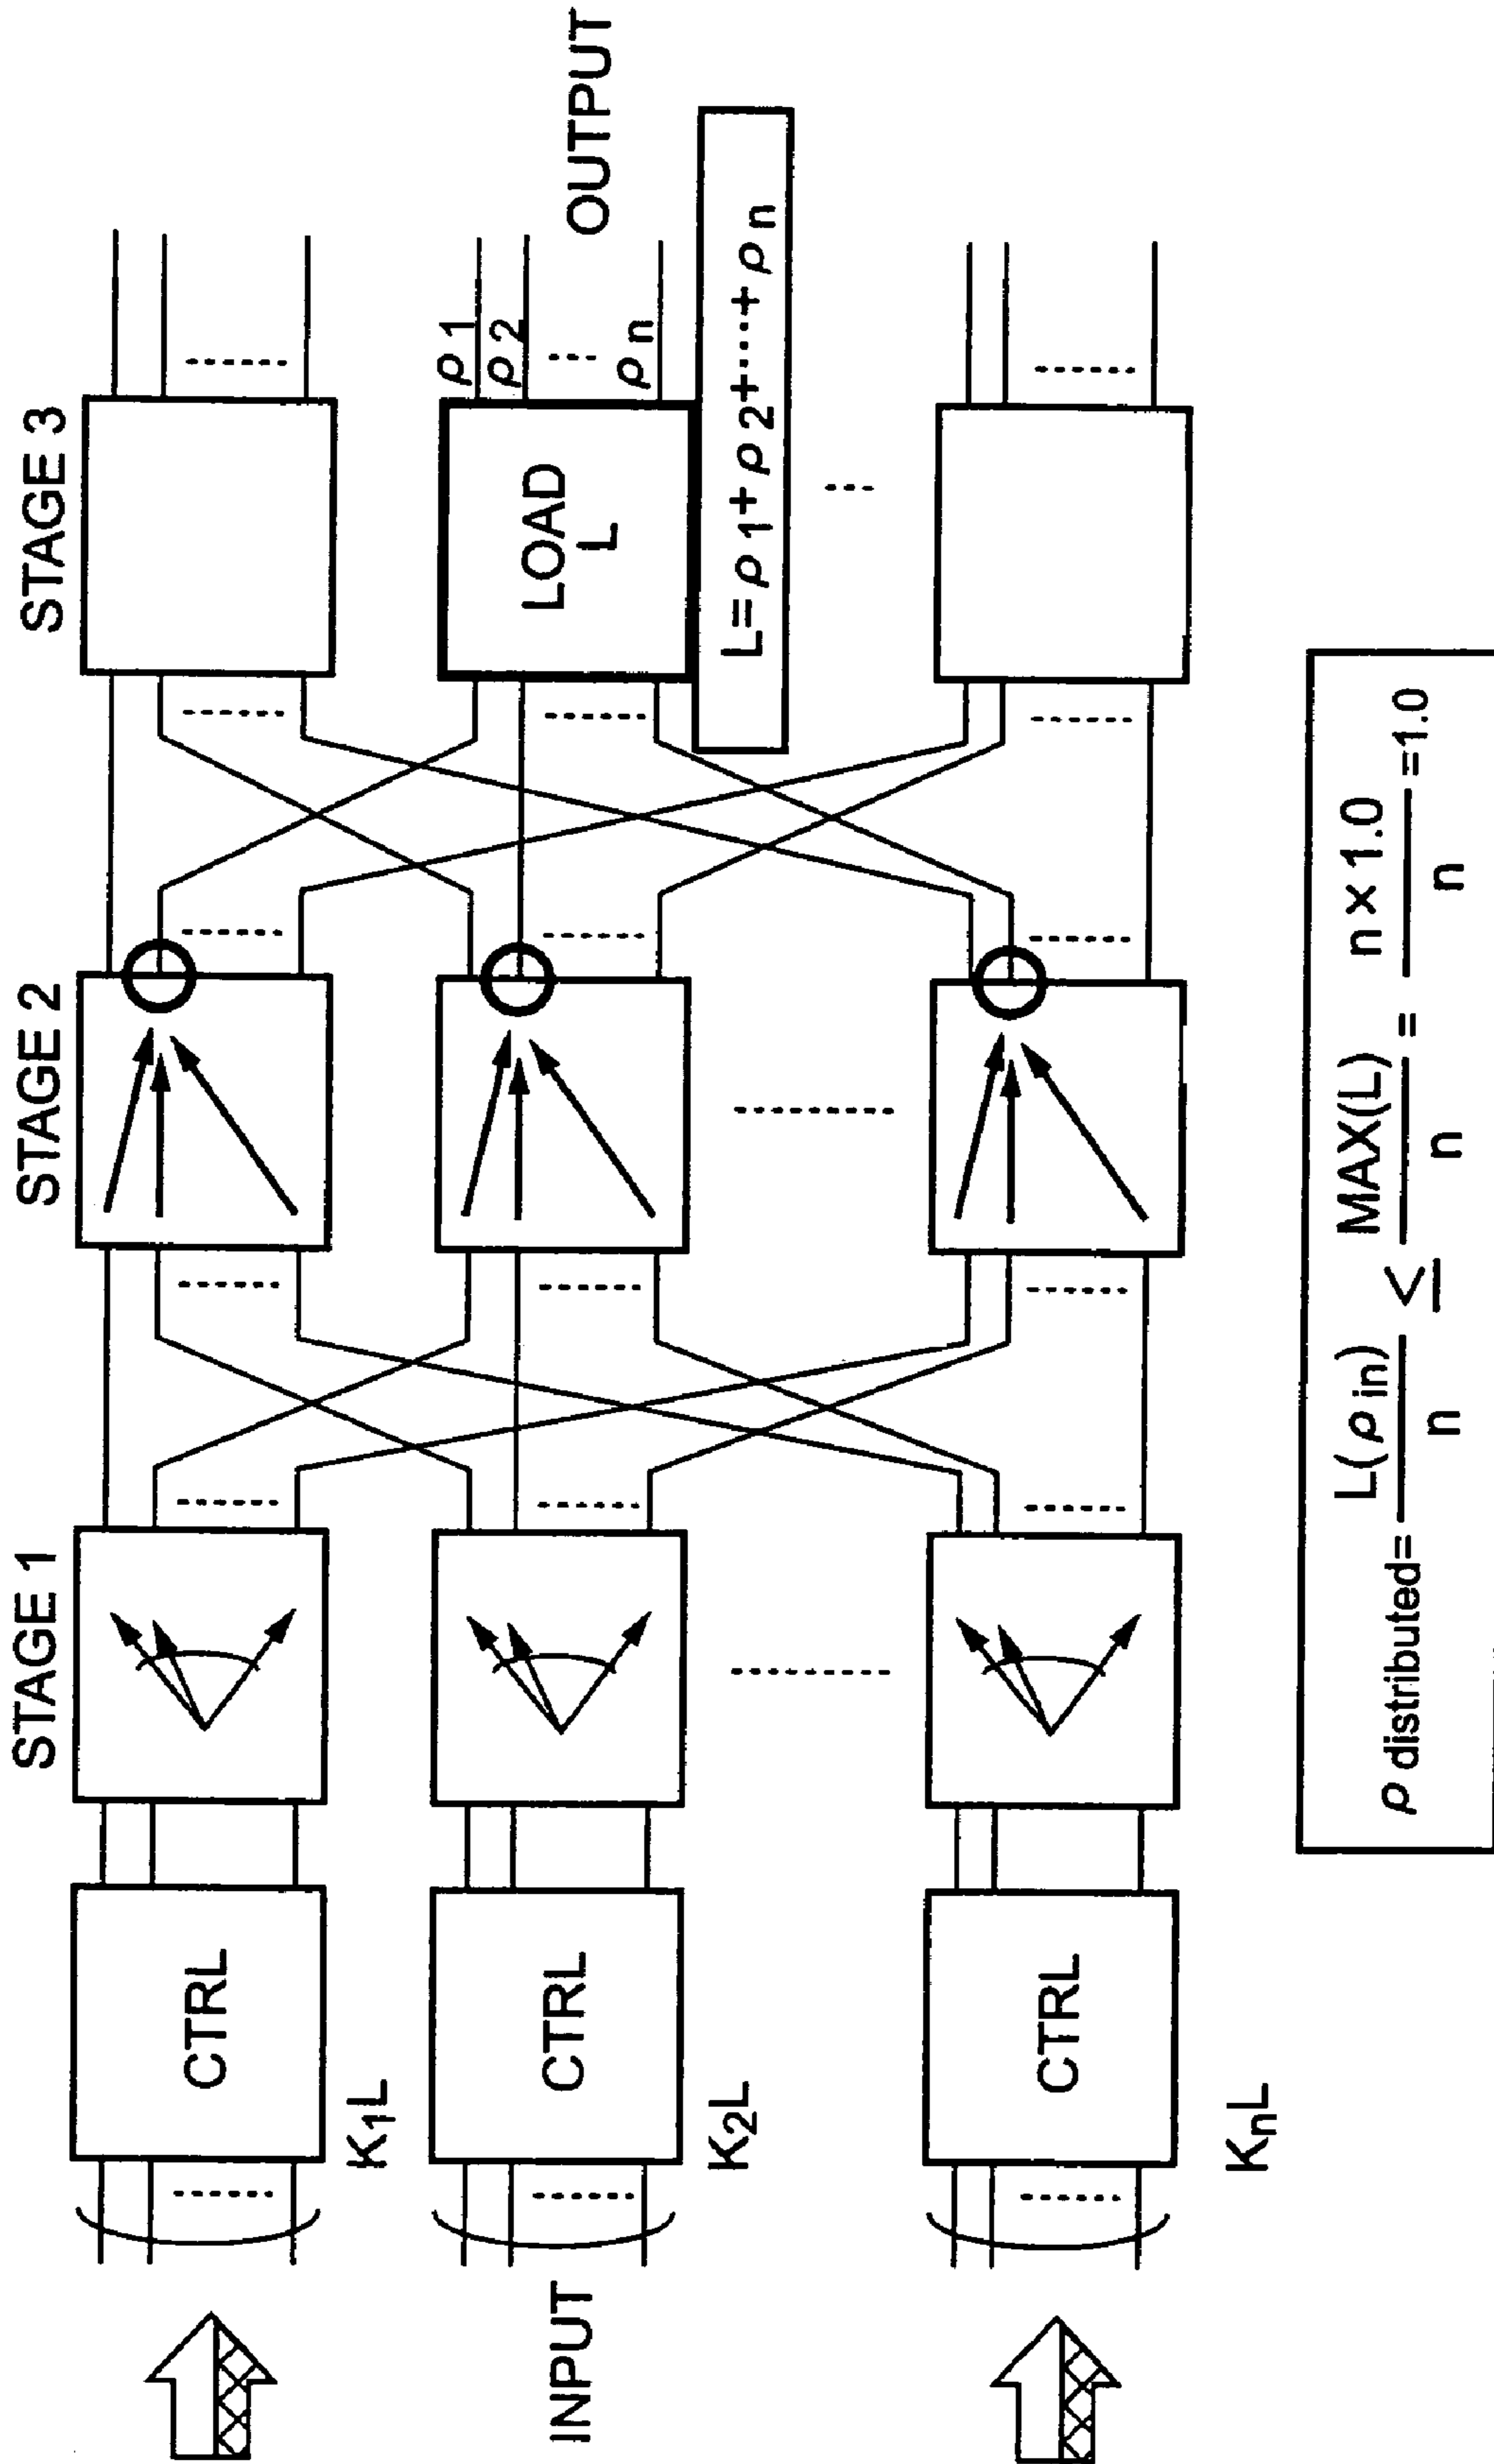 STAGE 1
STAGE 2
STAGE 3
INPUT
CTRL
K1L
CTRL
K2L
CTRL
KnL
LOAD
L
ρ1
ρ2
ρn
OUTPUT
L=ρ1+ρ2+····+ρn
ρ distributed= L(ρ in) / n ≤ MAX(L) / n = n × 1.0 / n =1.0